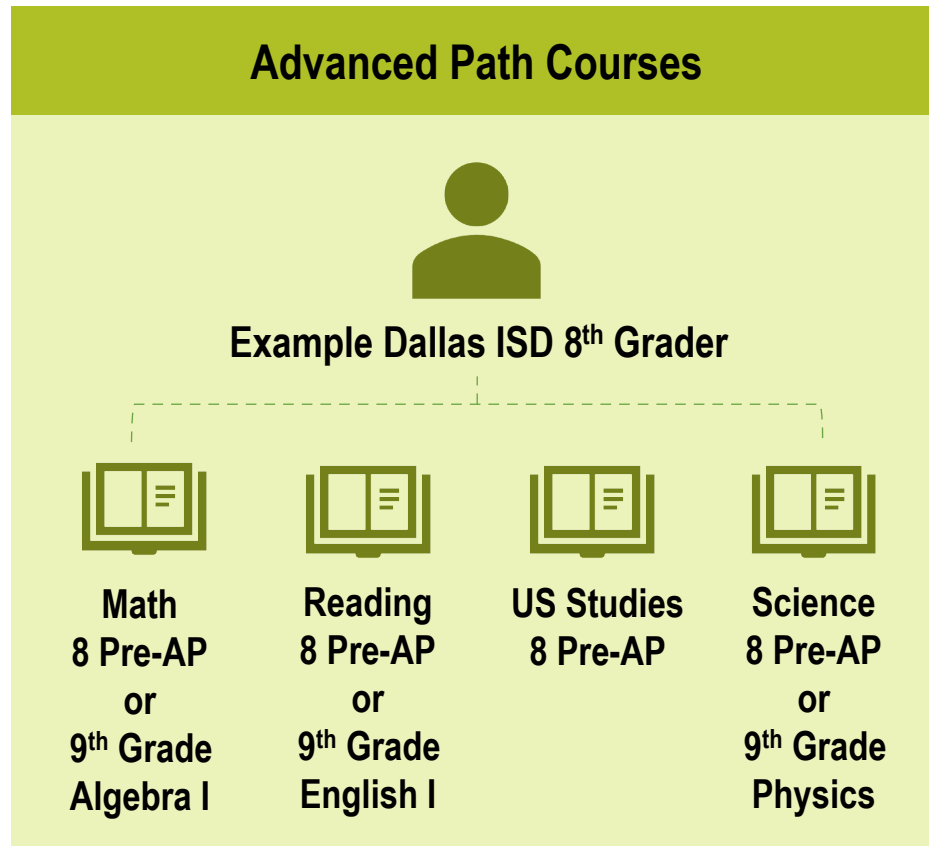 Advanced Path Courses
Example Dallas ISD 8th Grader
Math
8 Pre-AP
or
9th Grade
Algebra I
Reading
8 Pre-AP
or
9th Grade
English I
US Studies
8 Pre-AP
Science
8 Pre-AP
or
9th Grade
Physics